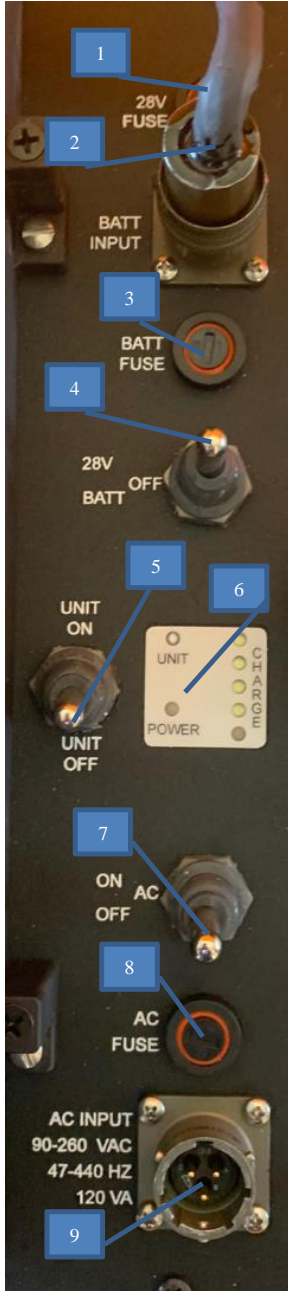 1
28V
FUSE
2
BATT
INPUT
3
BATT
FUSE
4
28V
OFF
BATT
5
6
UNIT
ON
UNIT
CHARGE
POWER
UNIT
OFF
7
ON
AC
OFF
8
AC
FUSE
AC INPUT
90-260 VAC
47-440 HZ
120 VA
9